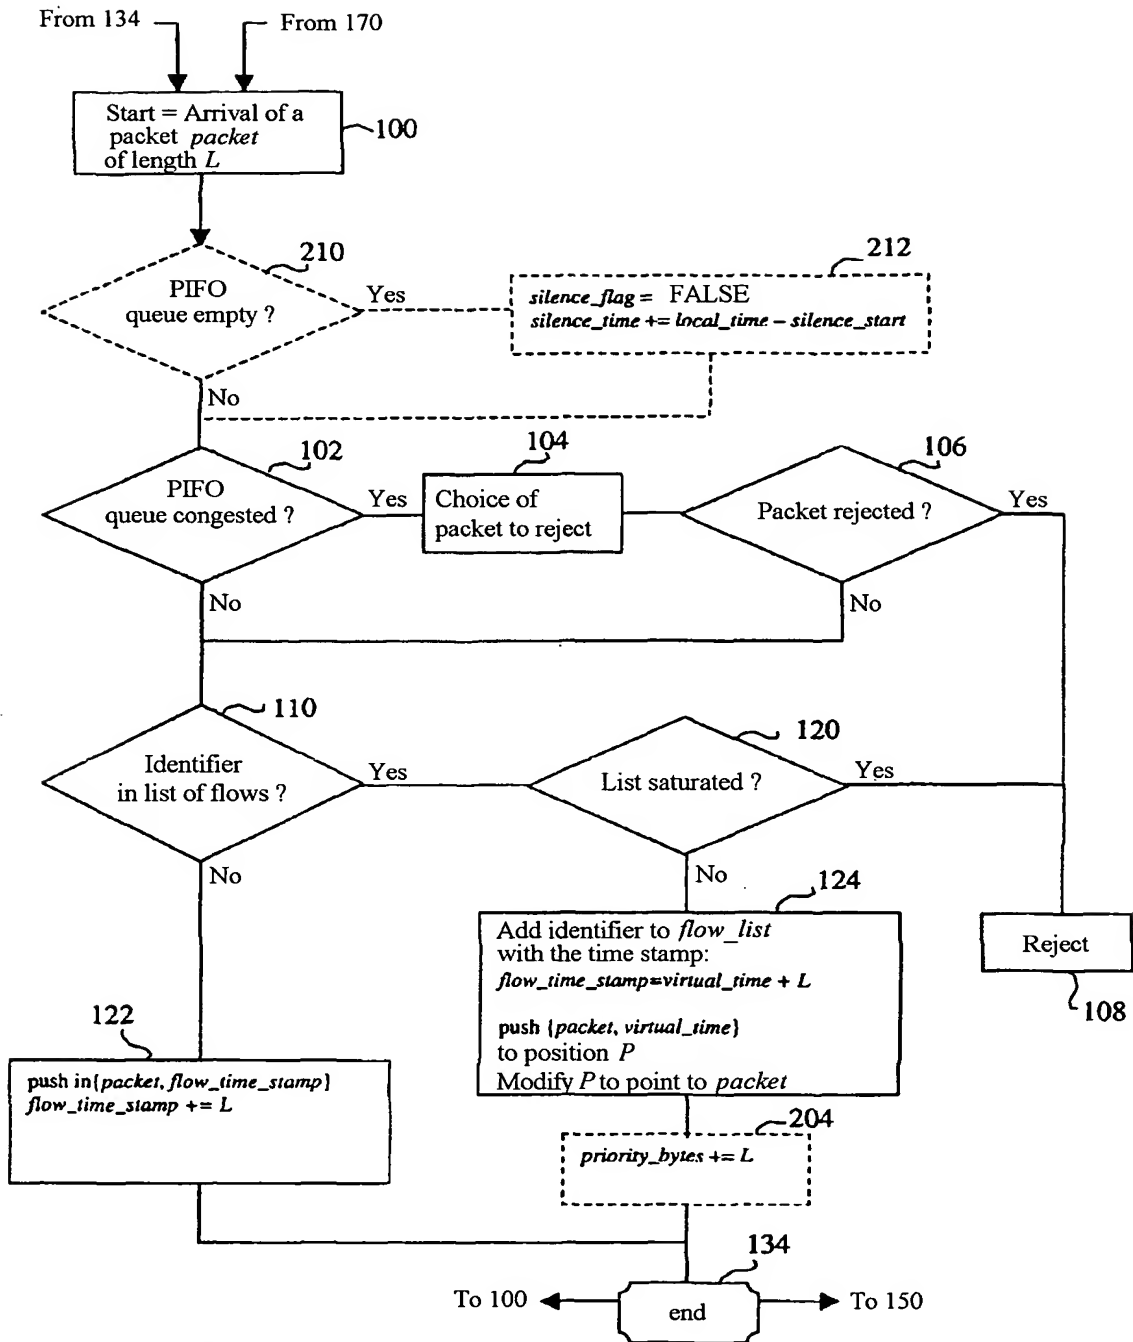 From 134
From 170
Start = Arrival of a
packet packet
of length L
100
210
PIFO
queue empty ?
Yes
212
silence_flag = FALSE
silence_time += local_time – silence_start
No
102
PIFO
queue congested ?
Yes
104
Choice of
packet to reject
106
Packet rejected ?
Yes
No
No
110
Identifier
in list of flows ?
Yes
120
List saturated ?
Yes
No
No
124
Add identifier to flow_list
with the time stamp:
flow_time_stamp=virtual_time + L
push {packet, virtual_time}
to position P
Modify P to point to packet
Reject
108
122
push in{packet, flow_time_stamp}
flow_time_stamp += L
204
priority_bytes += L
134
To 100
end
To 150